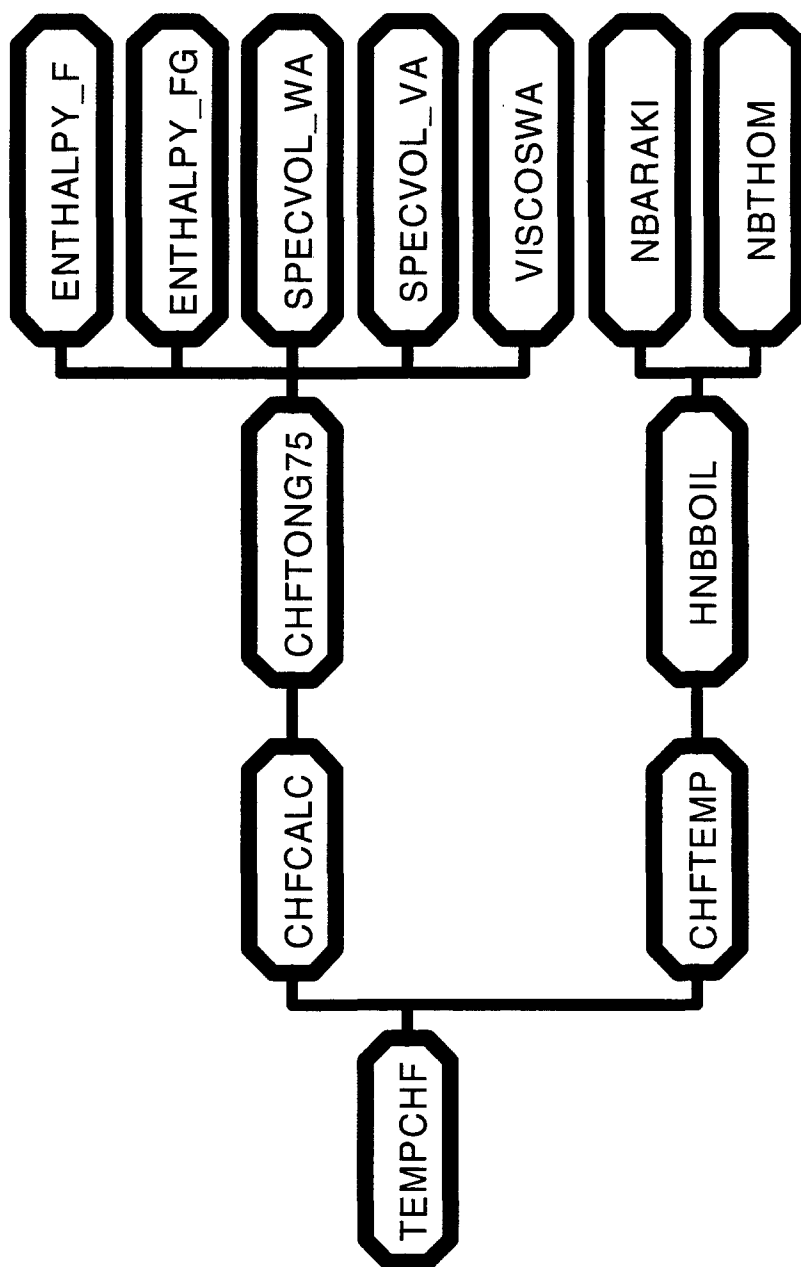 TEMPCHF
CHFCALC
CHFTEMP
CHFTONG75
HNBBOIL
ENTHALPY_F
ENTHALPY_FG
SPECVOL_WA
SPECVOL_VA
VISCOSWA
NBARAKI
NBTHOM